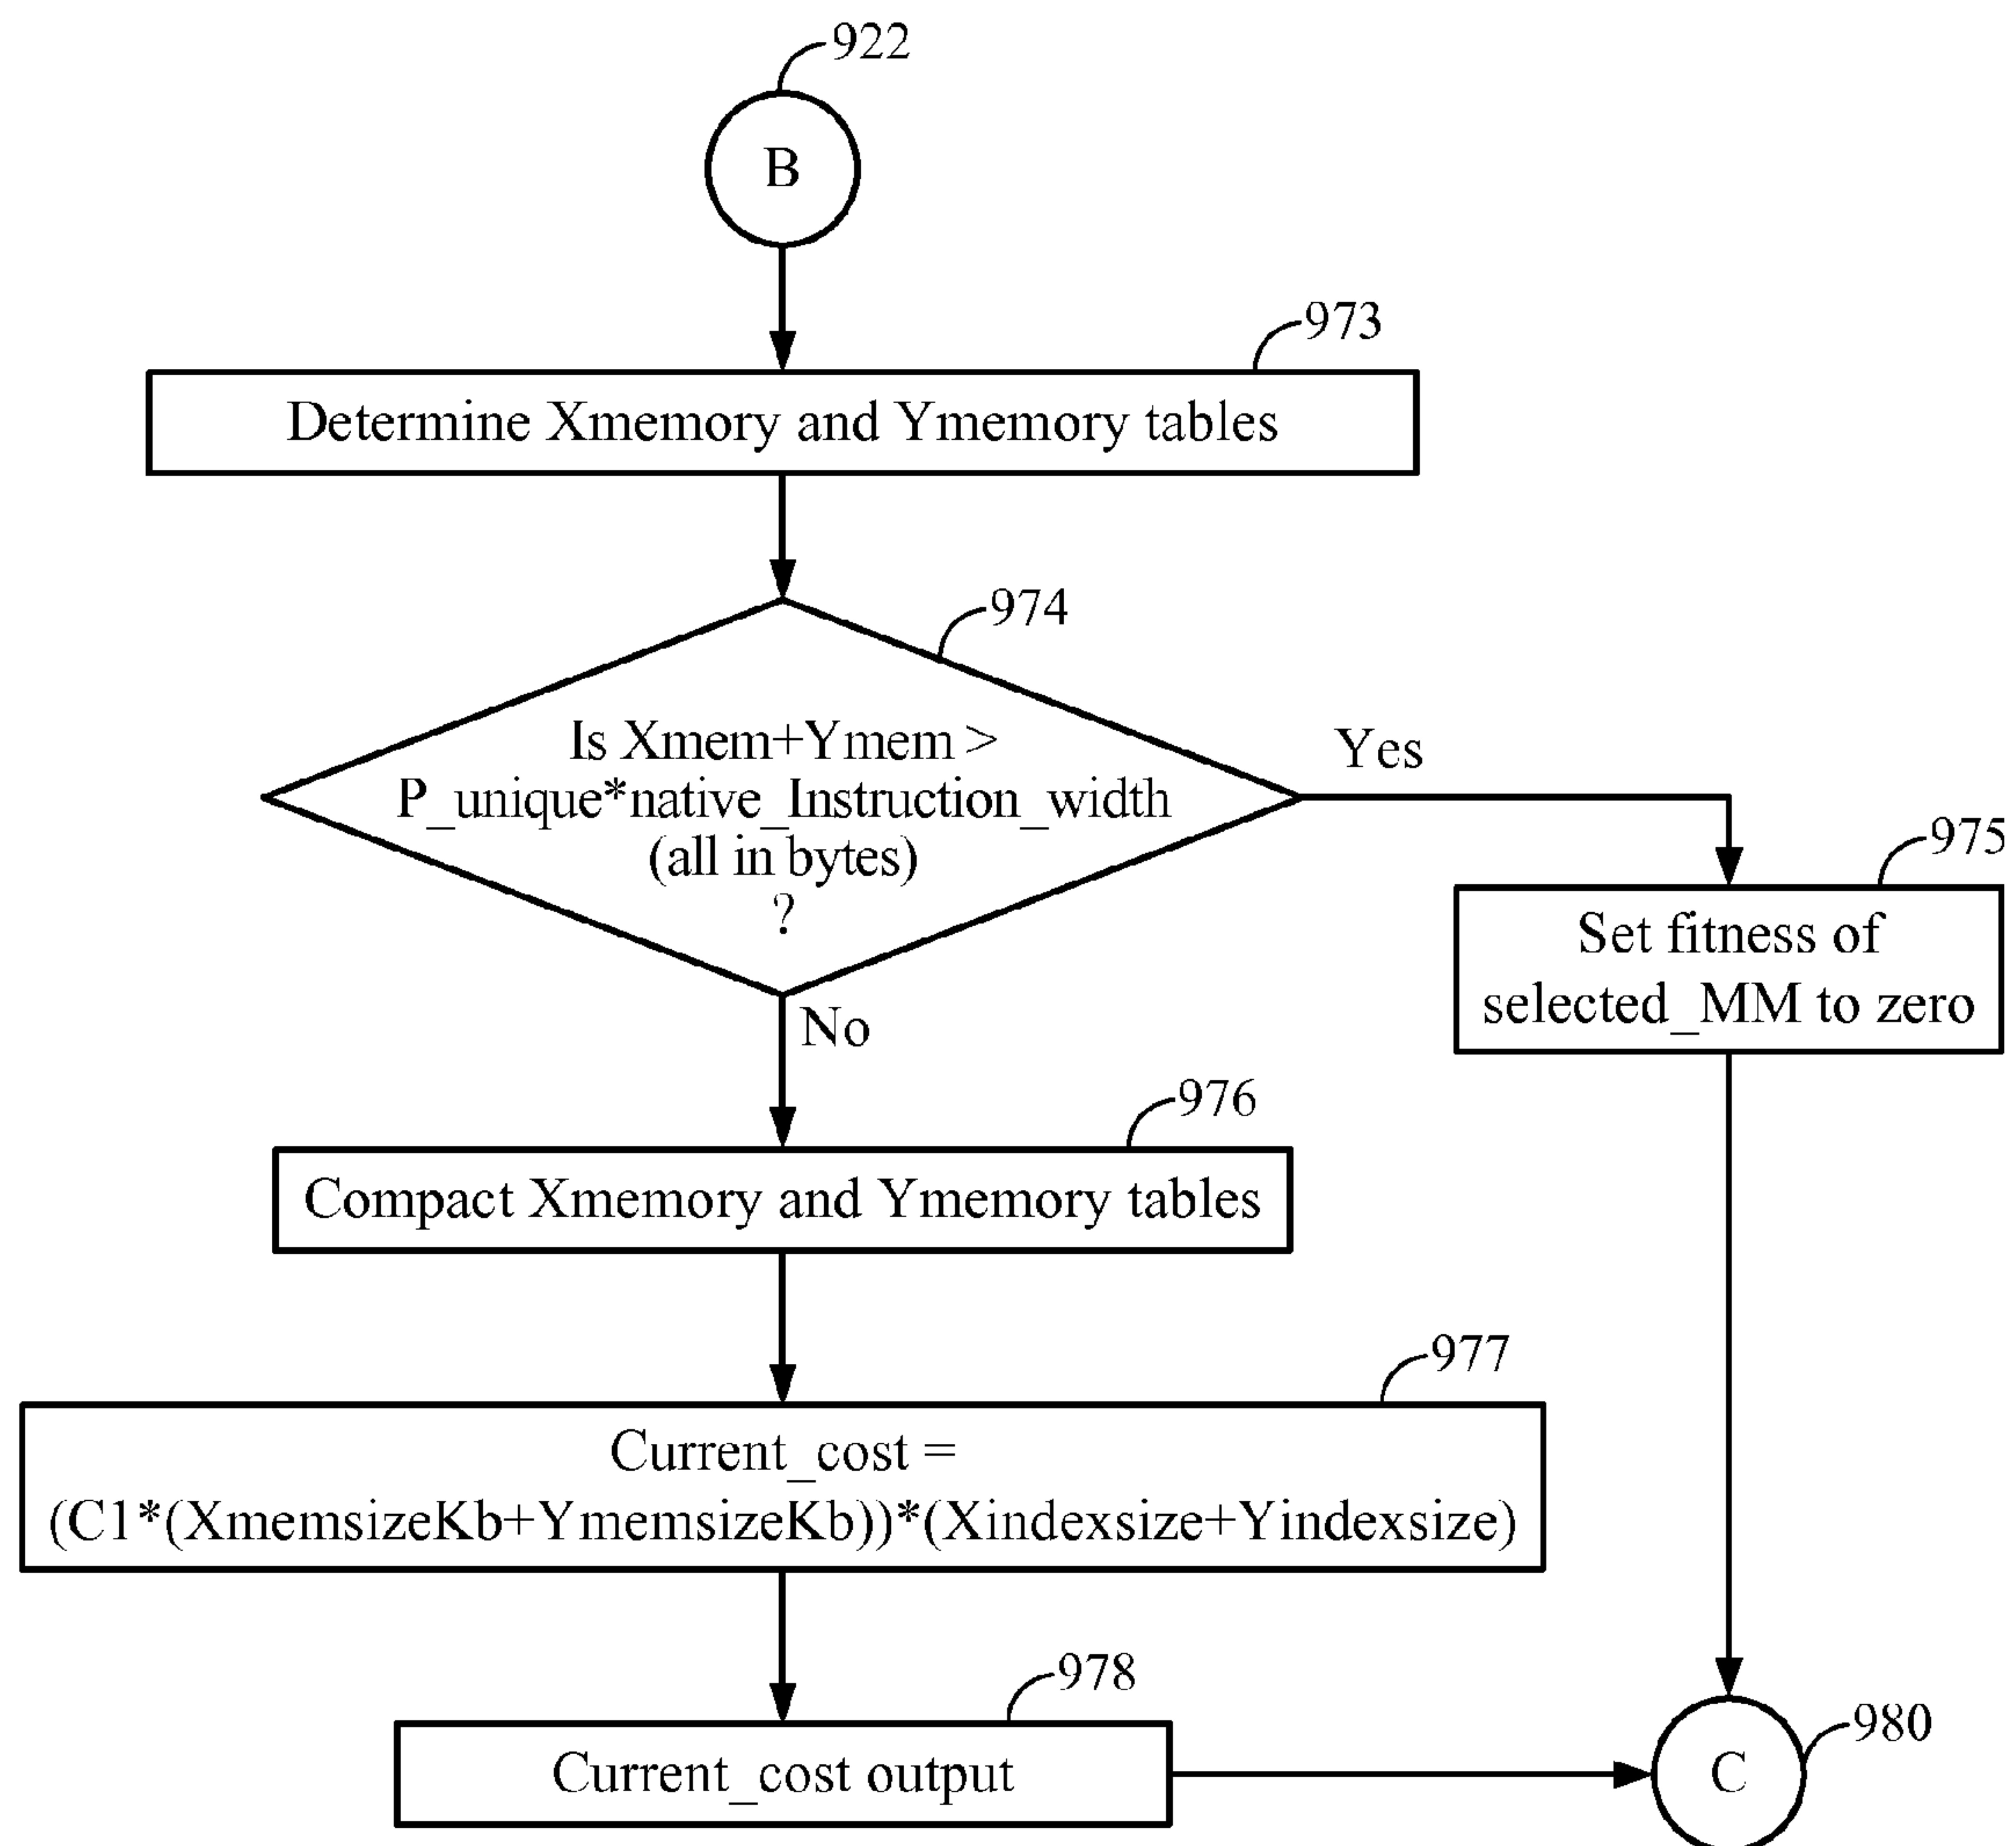 922
B
973
Determine Xmemory and Ymemory tables
974
Is Xmem+Ymem >
P_unique*native_Instruction_width
(all in bytes)
?
Yes
975
Set fitness of
selected_MM to zero
No
976
Compact Xmemory and Ymemory tables
977
Current_cost =
(C1*(XmemsizeKb+YmemsizeKb))*(Xindexsize+Yindexsize)
978
Current_cost output
980
C